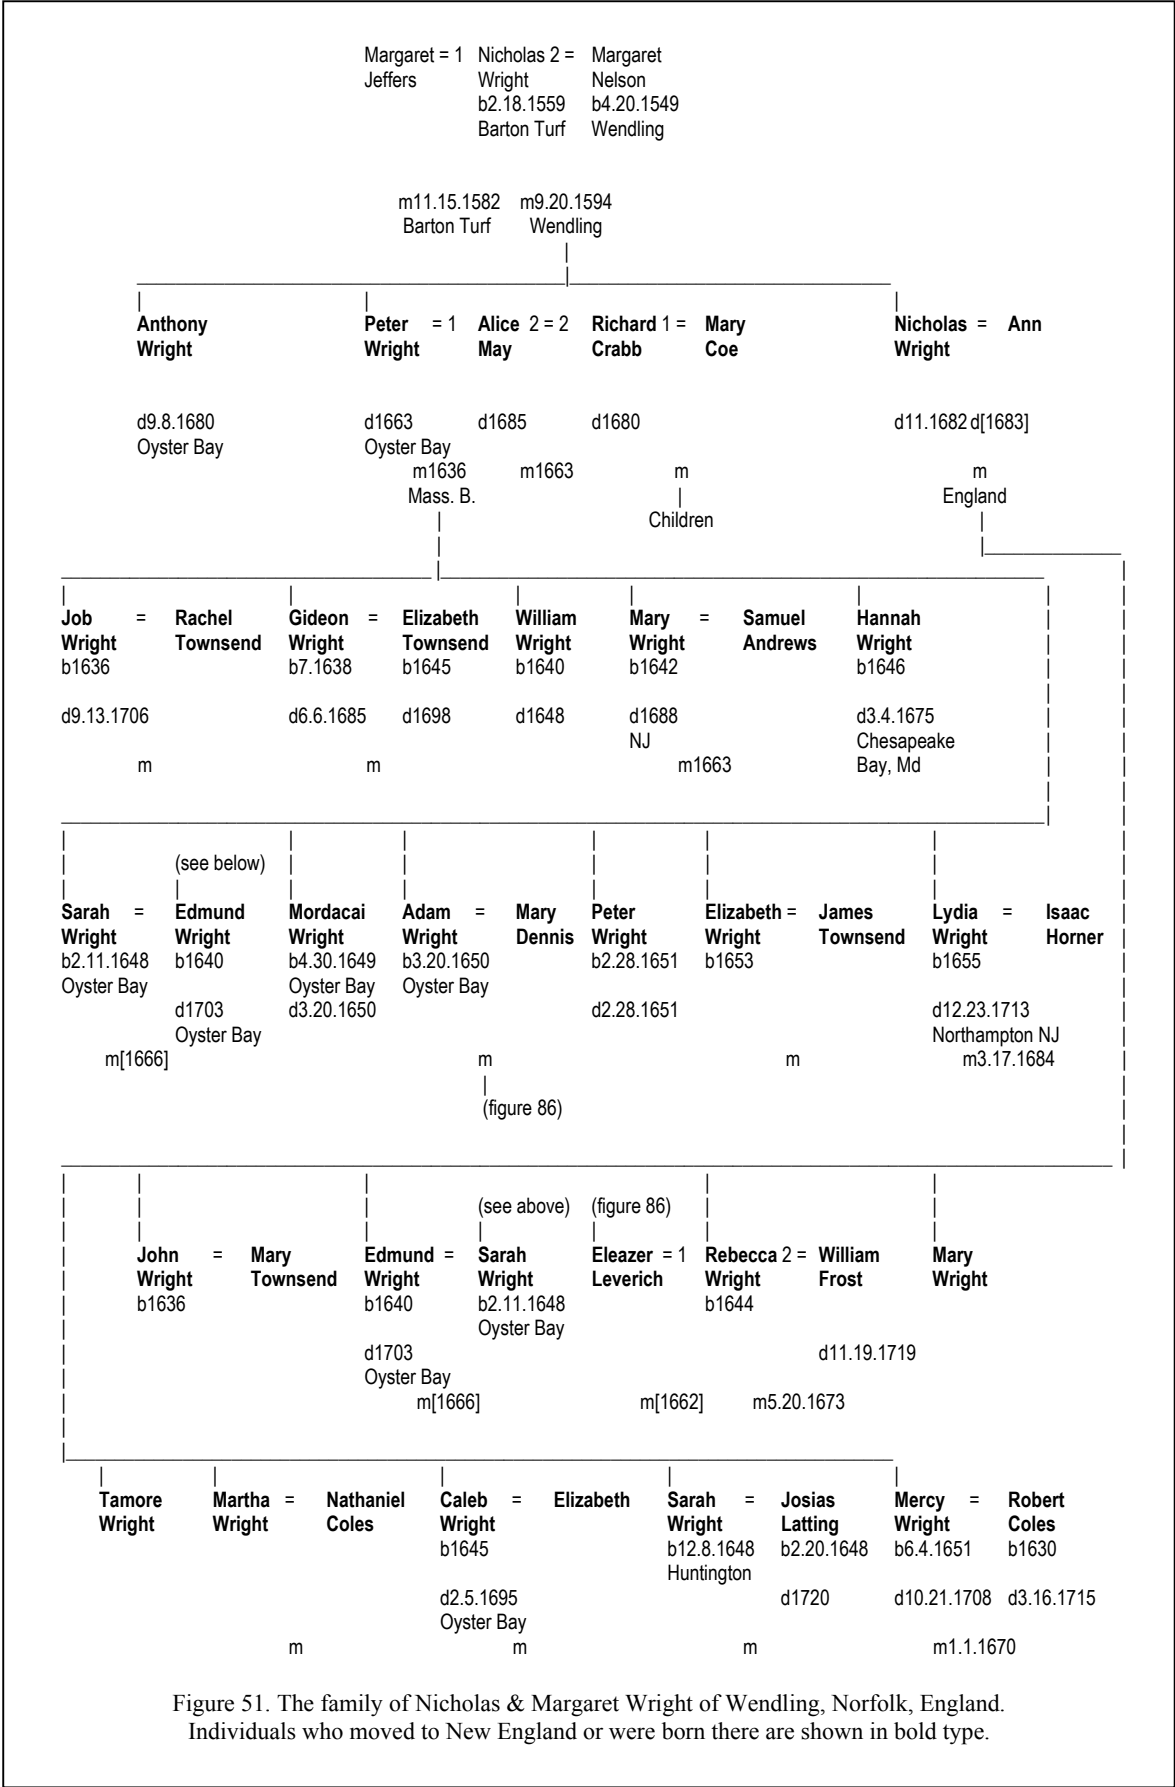 Margaret = 1 Nicholas 2 = Margaret
Jeffers Wright Nelson
b2.18.1559 b4.20.1549
Barton Turf Wendling
m11.15.1582 m9.20.1594
Barton Turf Wendling
Anthony Peter = 1 Alice 2 = 2 Richard 1 = Mary Nicholas = Ann
Wright Wright May Crabb Coe Wright
d9.8.1680 d1663 d1685 d1680 d11.1682 d[1683]
Oyster Bay Oyster Bay
m1636 m1663 m m
Mass. B. England
Children
Job = Rachel Gideon = Elizabeth William Mary = Samuel Hannah
Wright Townsend Wright Townsend Wright Wright Andrews Wright
b1636 b7.1638 b1645 b1640 b1642 b1646
d9.13.1706 d6.6.1685 d1698 d1648 d1688 d3.4.1675
NJ Chesapeake
m m m1663 Bay, Md
(see below)
Sarah = Edmund Mordacai Adam = Mary Peter Elizabeth = James Lydia = Isaac
Wright Wright Wright Wright Dennis Wright Wright Townsend Wright Horner
b2.11.1648 b1640 b4.30.1649 b3.20.1650 b2.28.1651 b1653 b1655
Oyster Bay Oyster Bay Oyster Bay
d1703 d3.20.1650 d2.28.1651 d12.23.1713
Oyster Bay Northampton NJ
m[1666] m m m3.17.1684
(figure 86)
(see above) (figure 86)
John = Mary Edmund = Sarah Eleazer = 1 Rebecca 2 = William Mary
Wright Townsend Wright Wright Leverich Wright Frost Wright
b1636 b1640 b2.11.1648 b1644
Oyster Bay
d1703 d11.19.1719
Oyster Bay
m[1666] m[1662] m5.20.1673
Tamore Martha = Nathaniel Caleb = Elizabeth Sarah = Josias Mercy = Robert
Wright Wright Coles Wright Wright Latting Wright Coles
b1645 b12.8.1648 b2.20.1648 b6.4.1651 b1630
Huntington
d2.5.1695 d1720 d10.21.1708 d3.16.1715
Oyster Bay
m m m m1.1.1670
Figure 51. The family of Nicholas & Margaret Wright of Wendling, Norfolk, England.
Individuals who moved to New England or were born there are shown in bold type.